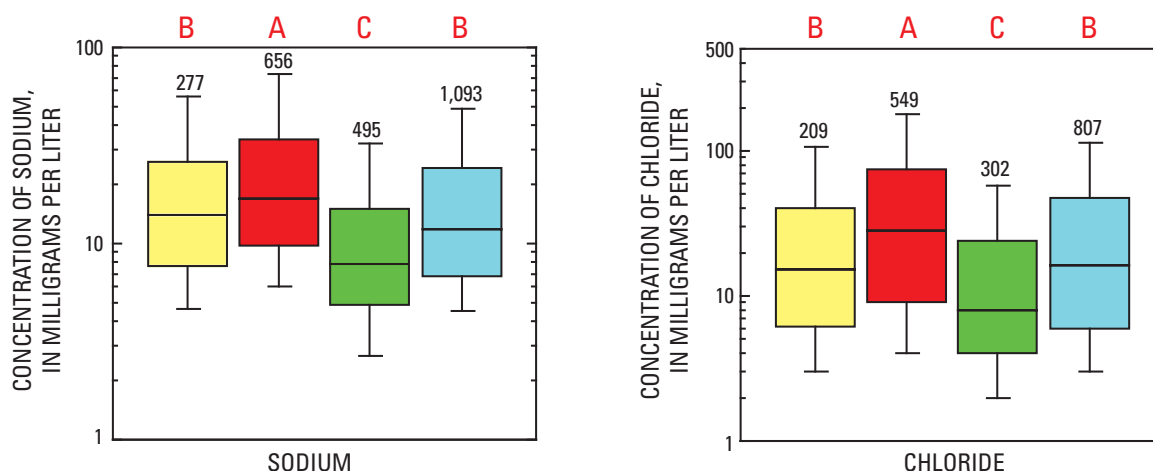 B A C B
100
10
1
277
656
495
1,093
CONCENTRATION OF SODIUM,
IN MILLIGRAMS PER LITER
SODIUM
B A C B
500
100
10
1
209
549
302
807
CONCENTRATION OF CHLORIDE,
IN MILLIGRAMS PER LITER
CHLORIDE